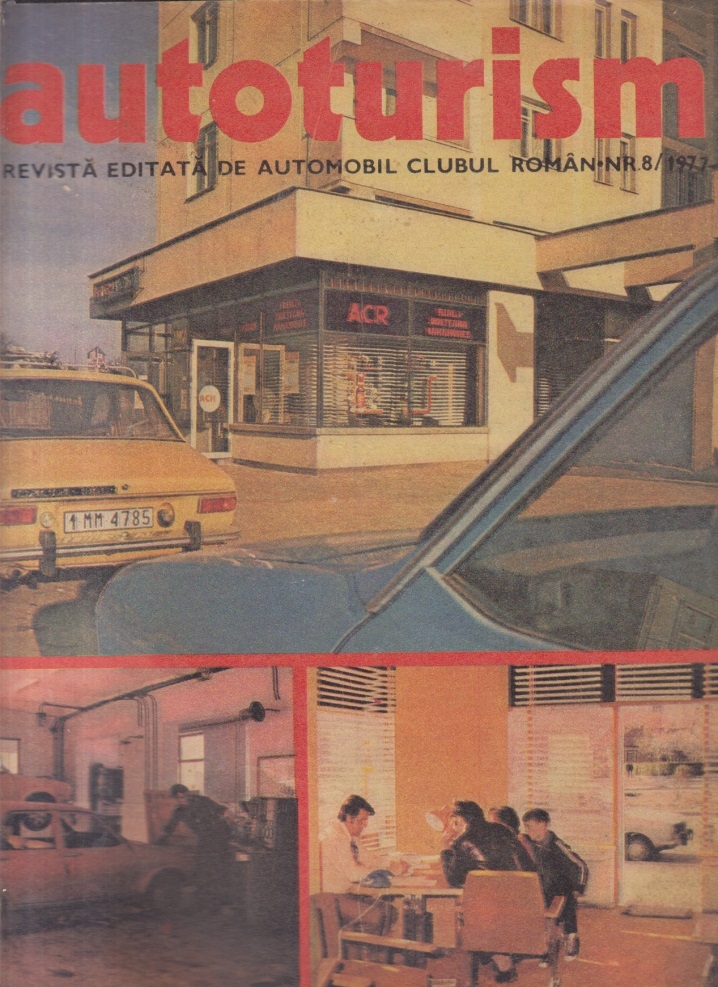 autoturism
REVISTĂ EDITATĂ DE AUTOMOBIL CLUBUL ROMÂN•NR.8/1977
ACR
ACR
1 MM 4785